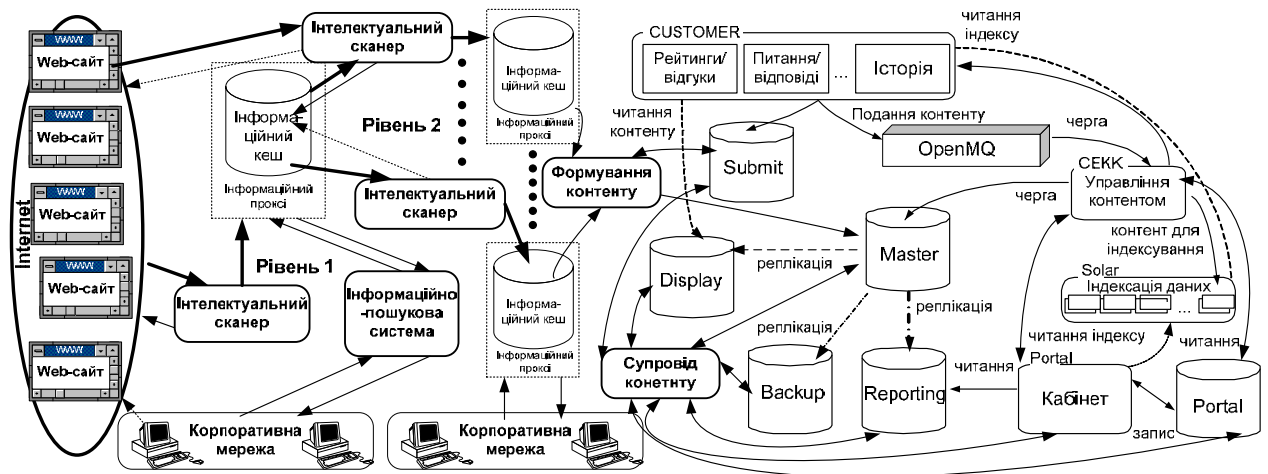 Internet
WWW
Web-сайт
WWW
Web-сайт
WWW
Web-сайт
WWW
Web-сайт
WWW
Web-сайт
Інтелектуальний
сканер
Інформа-
ційний
кеш
Інформаційний
проксі
Рівень 2
Інтелектуальний
сканер
Рівень 1
Інтелектуальний
сканер
Інформаційно
-пошукова
система
Корпоративна
мережа
Інформа-
ційний кеш
Інформаційний
проксі
Формування
контенту
Інформа-
ційний кеш
Інформаційний
проксі
Корпоративна
мережа
CUSTOMER
Рейтинги/
відгуки
Питання/
відповіді
...
Історія
читання
індексу
читання
контенту
Submit
Подання контенту
OpenMQ
черга
CEKK
Управління
контентом
черга
контент для
індексування
Master
Display
реплікація
реплікація
реплікація
Solar
Індексація даних
...
Супровід
конетнту
Backup
Reporting
читання індексу
читання
читання
Portal
Кабінет
запис
Portal